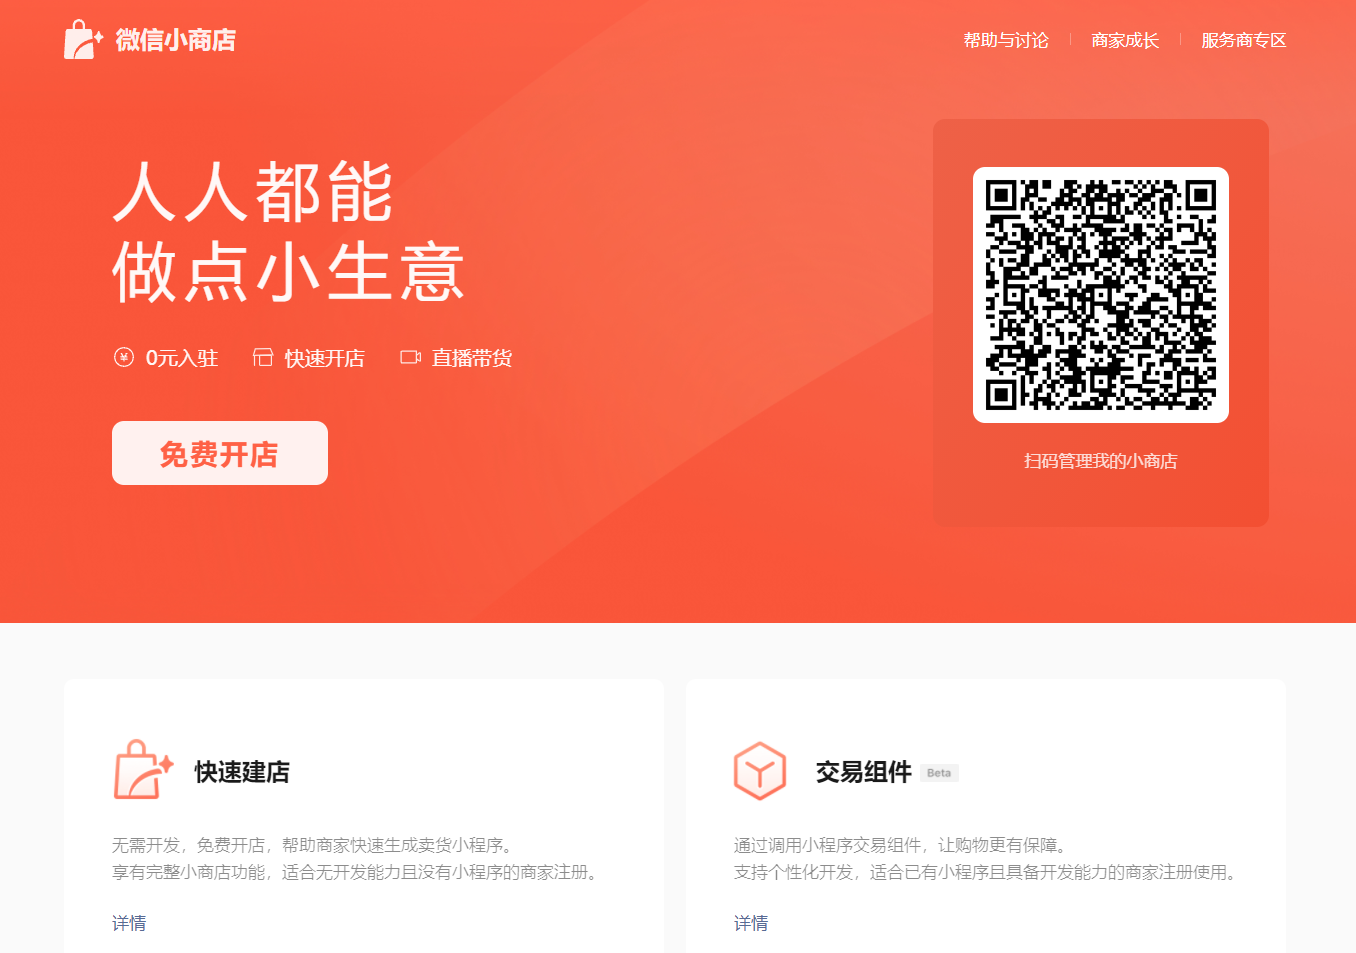 微信小商店
帮助与讨论
商家成长
服务商专区
人人都能
做点小生意
0元入驻
快速开店
直播带货
免费开店
扫码管理我的小商店
快速建店
无需开发，免费开店，帮助商家快速生成卖货小程序。
享有完整小商店功能，适合无开发能力且没有小程序的商家注册。
详情
交易组件 Beta
通过调用小程序交易组件，让购物更有保障。
支持个性化开发，适合已有小程序且具备开发能力的商家注册使用。
详情